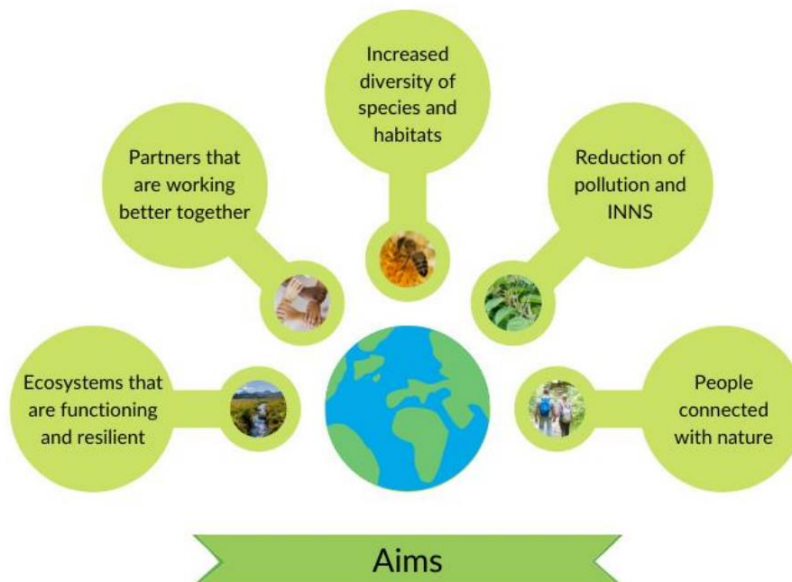 Increased
diversity of
species and
habitats
Partners that
are working
better together
Reduction of
pollution and
INNS
Ecosystems that
are functioning
and resilient
People
connected
with nature
Aims